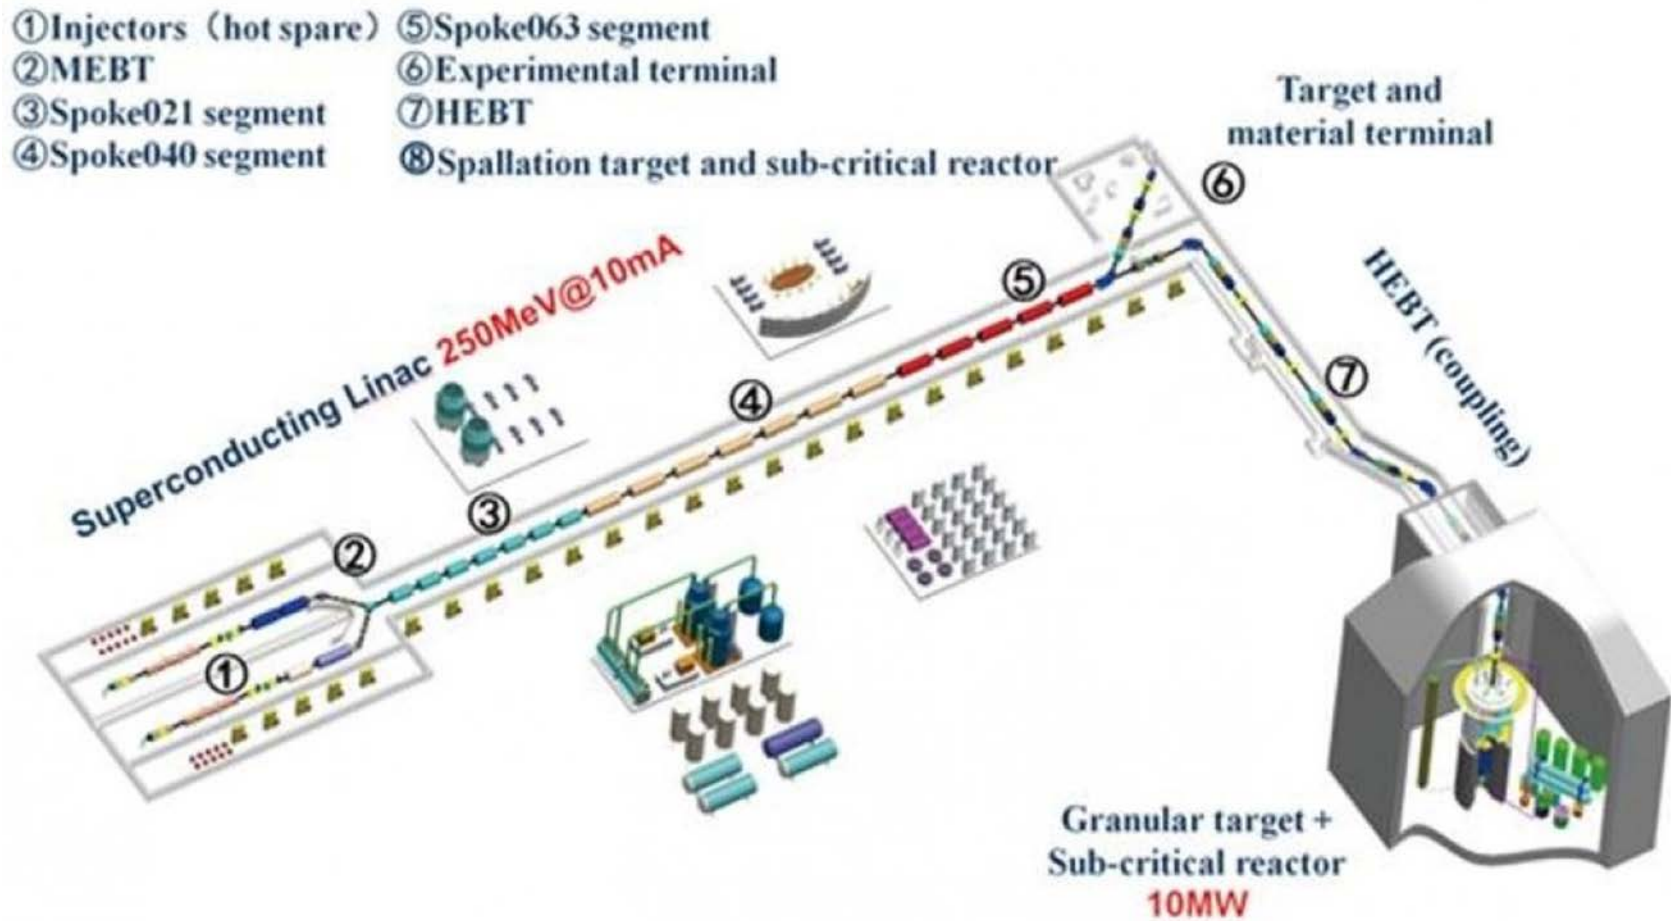 ①Injectors（hot spare）
②MEBT
③Spoke021 segment
④Spoke040 segment
⑤Spoke063 segment
⑥Experimental terminal
⑦HEBT
⑧Spallation target and sub-critical reactor
Target and
material terminal
Superconducting Linac 250MeV@10mA
HEBT (coupling)
①
②
③
④
⑤
⑥
⑦
Granular target +
Sub-critical reactor
10MW